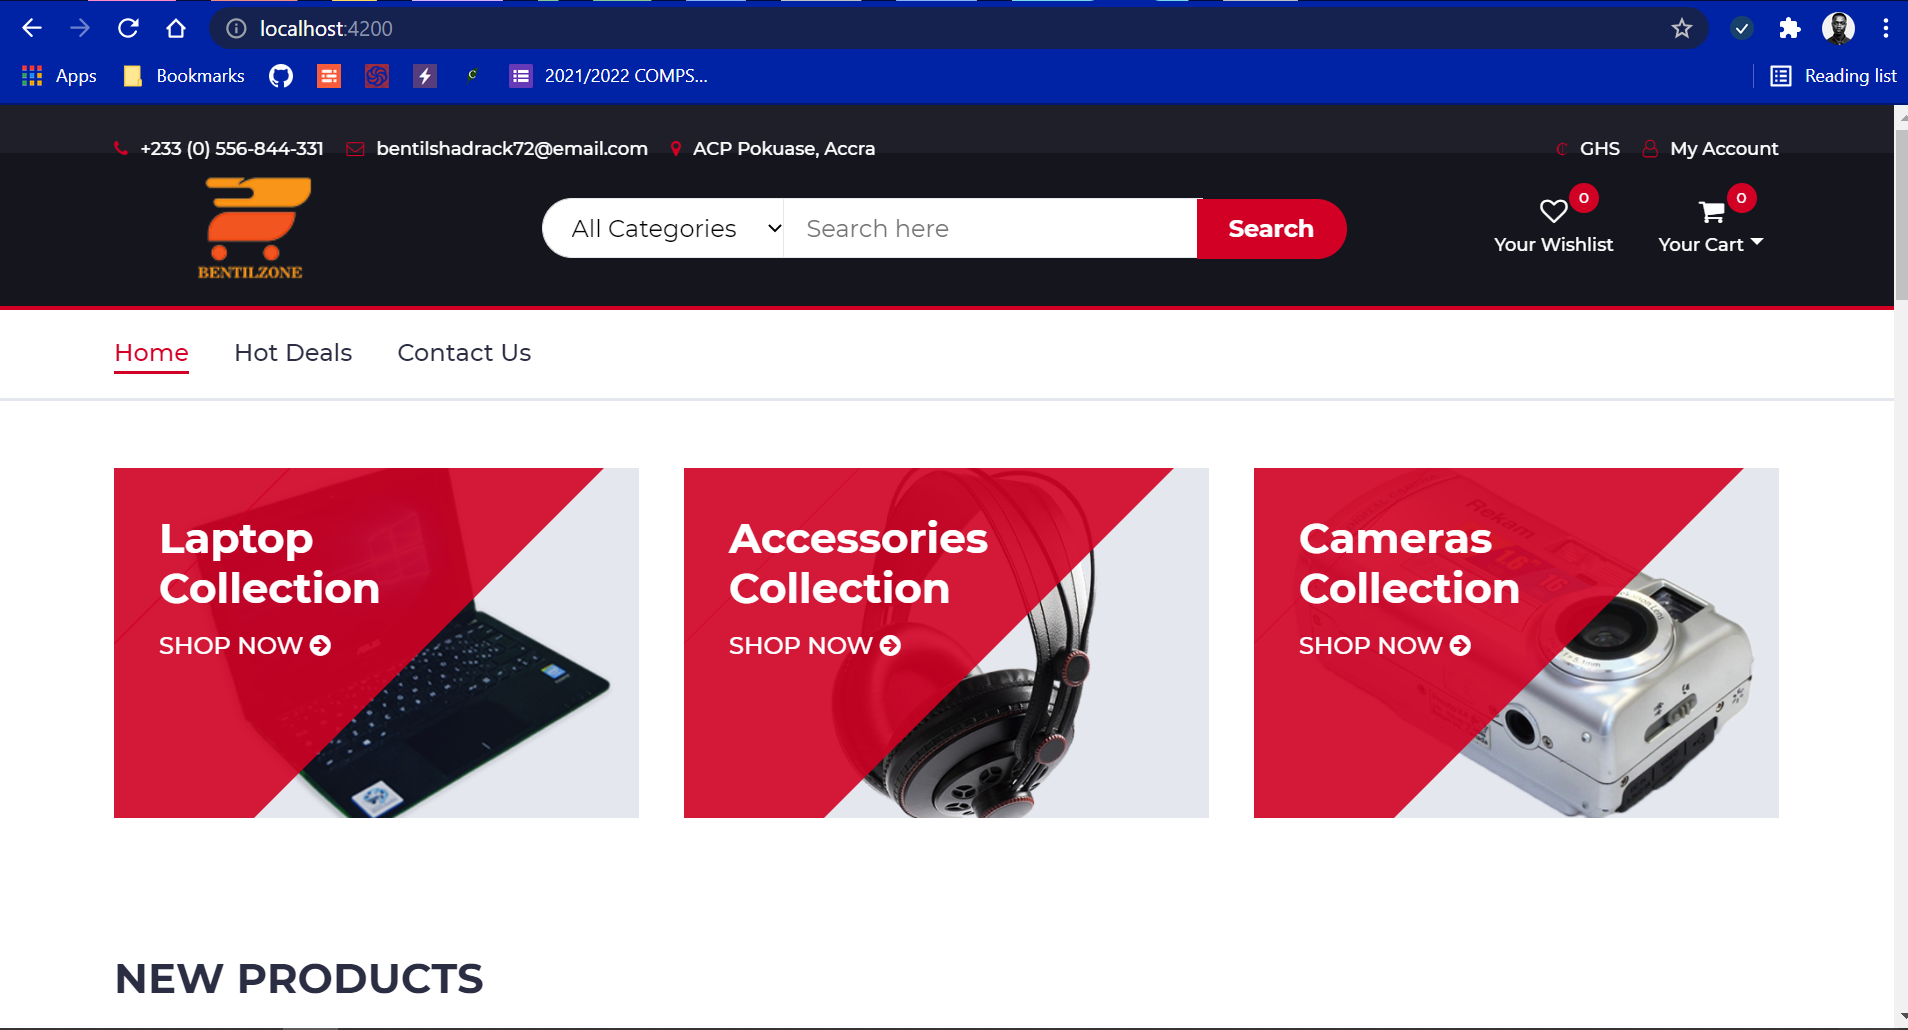 localhost:4200
Apps
Bookmarks
2021/2022 COMPS...
Reading list
+233 (0) 556-844-331
bentilshadrack72@email.com
ACP Pokuase, Accra
GHS
My Account
BENTILZONE
All Categories
Search here
Search
0
Your Wishlist
0
Your Cart
Home
Hot Deals
Contact Us
Laptop
Collection
SHOP NOW
ASUS
Accessories
Collection
SHOP NOW
Cameras
Collection
SHOP NOW
Rekam
NEW PRODUCTS